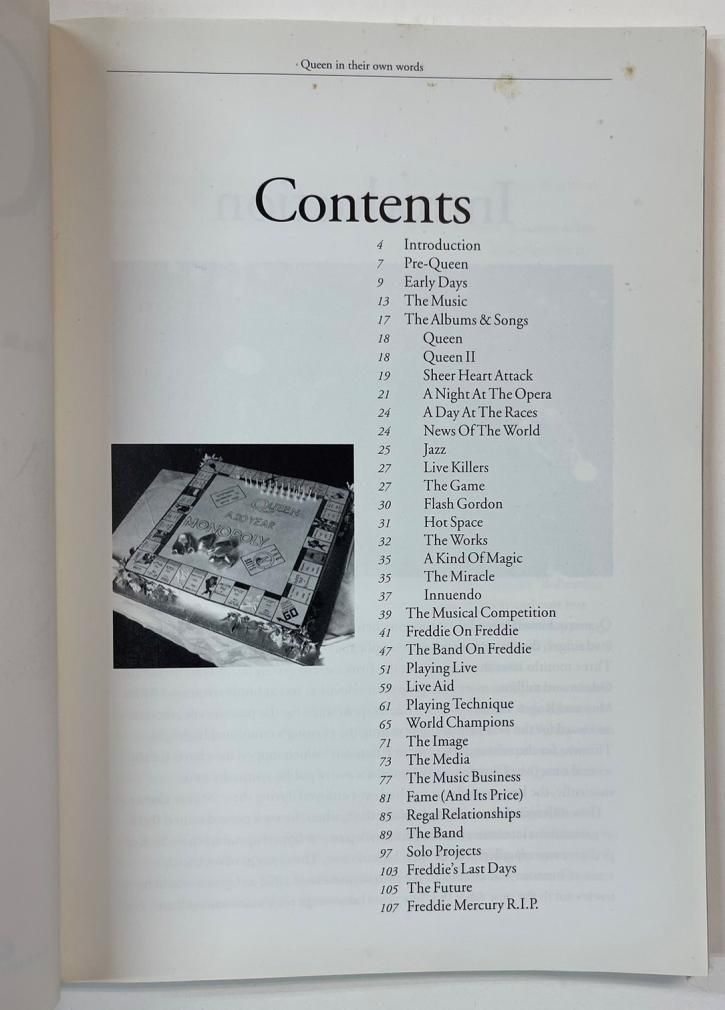 Queen in their own words
Contents
4 Introduction
7 Pre-Queen
9 Early Days
13 The Music
17 The Albums & Songs
18 Queen
18 Queen II
19 Sheer Heart Attack
21 A Night At The Opera
24 A Day At The Races
24 News Of The World
25 Jazz
27 Live Killers
27 The Game
30 Flash Gordon
31 Hot Space
32 The Works
35 A Kind Of Magic
35 The Miracle
37 Innuendo
39 The Musical Competition
41 Freddie On Freddie
47 The Band On Freddie
51 Playing Live
59 Live Aid
61 Playing Technique
65 World Champions
71 The Image
73 The Media
77 The Music Business
81 Fame (And Its Price)
85 Regal Relationships
89 The Band
97 Solo Projects
103 Freddie's Last Days
105 The Future
107 Freddie Mercury R.I.P.
QUEEN
A 20 YEAR
MONOPOLY
GO